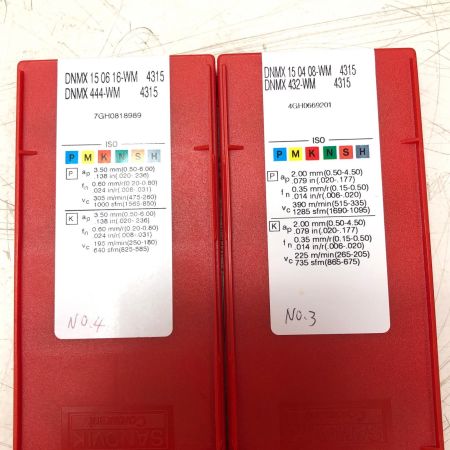 DNMX 15 06 16-WM 4315
DNMX 444-WM 4315
7GH0818989
ISO
P M K N S H
P ap 3.50 mm(0.50-6.00)
.138 in(.020-.236)
fn 0.60 mm/r(0.20-0.80)
.024 in/r(.008-.031)
vc 305 m/min(475-260)
1000 sfm(1565-850)
K ap 3.50 mm(0.50-6.00)
.138 in(.020-.236)
fn 0.60 mm/r(0.20-0.80)
.024 in/r(.008-.031)
vc 195 m/min(250-180)
640 sfm(825-585)
NO.4
SANDVIK
Coromant
DNMX 15 04 08-WM 4315
DNMX 432-WM 4315
4GH0669201
ISO
P M K N S H
P ap 2.00 mm(0.50-4.50)
.079 in(.020-.177)
fn 0.35 mm/r(0.15-0.50)
.014 in/r(.006-.020)
vc 390 m/min(515-335)
1285 sfm(1690-1095)
K ap 2.00 mm(0.50-4.50)
.079 in(.020-.177)
fn 0.35 mm/r(0.15-0.50)
.014 in/r(.006-.020)
vc 225 m/min(265-205)
735 sfm(865-675)
NO.3
SANDVIK
Coromant